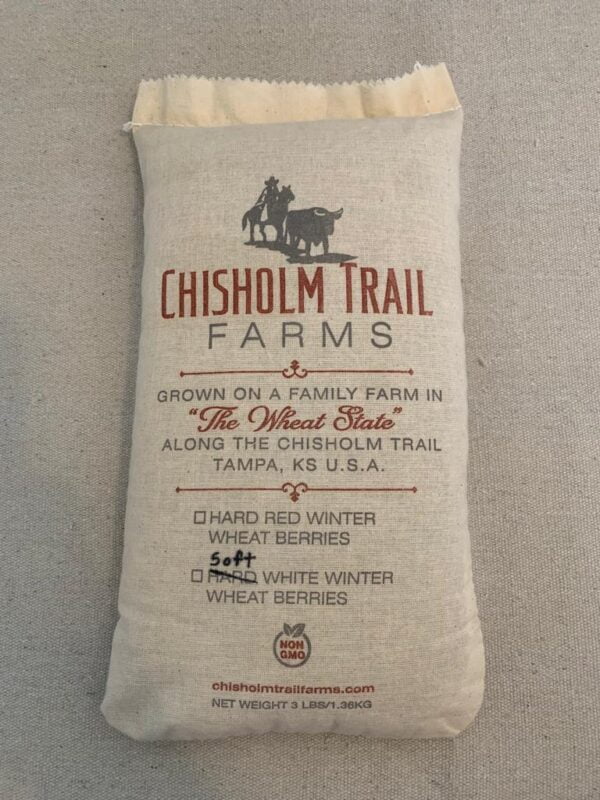 CHISHOLM TRAIL
FARMS
GROWN ON A FAMILY FARM IN
"The Wheat State"
ALONG THE CHISHOLM TRAIL
TAMPA, KS U.S.A.
HARD RED WINTER
WHEAT BERRIES
Soft
HARD WHITE WINTER
WHEAT BERRIES
NON
GMO
chisholmtrailfarms.com
NET WEIGHT 3 LBS/1.36KG